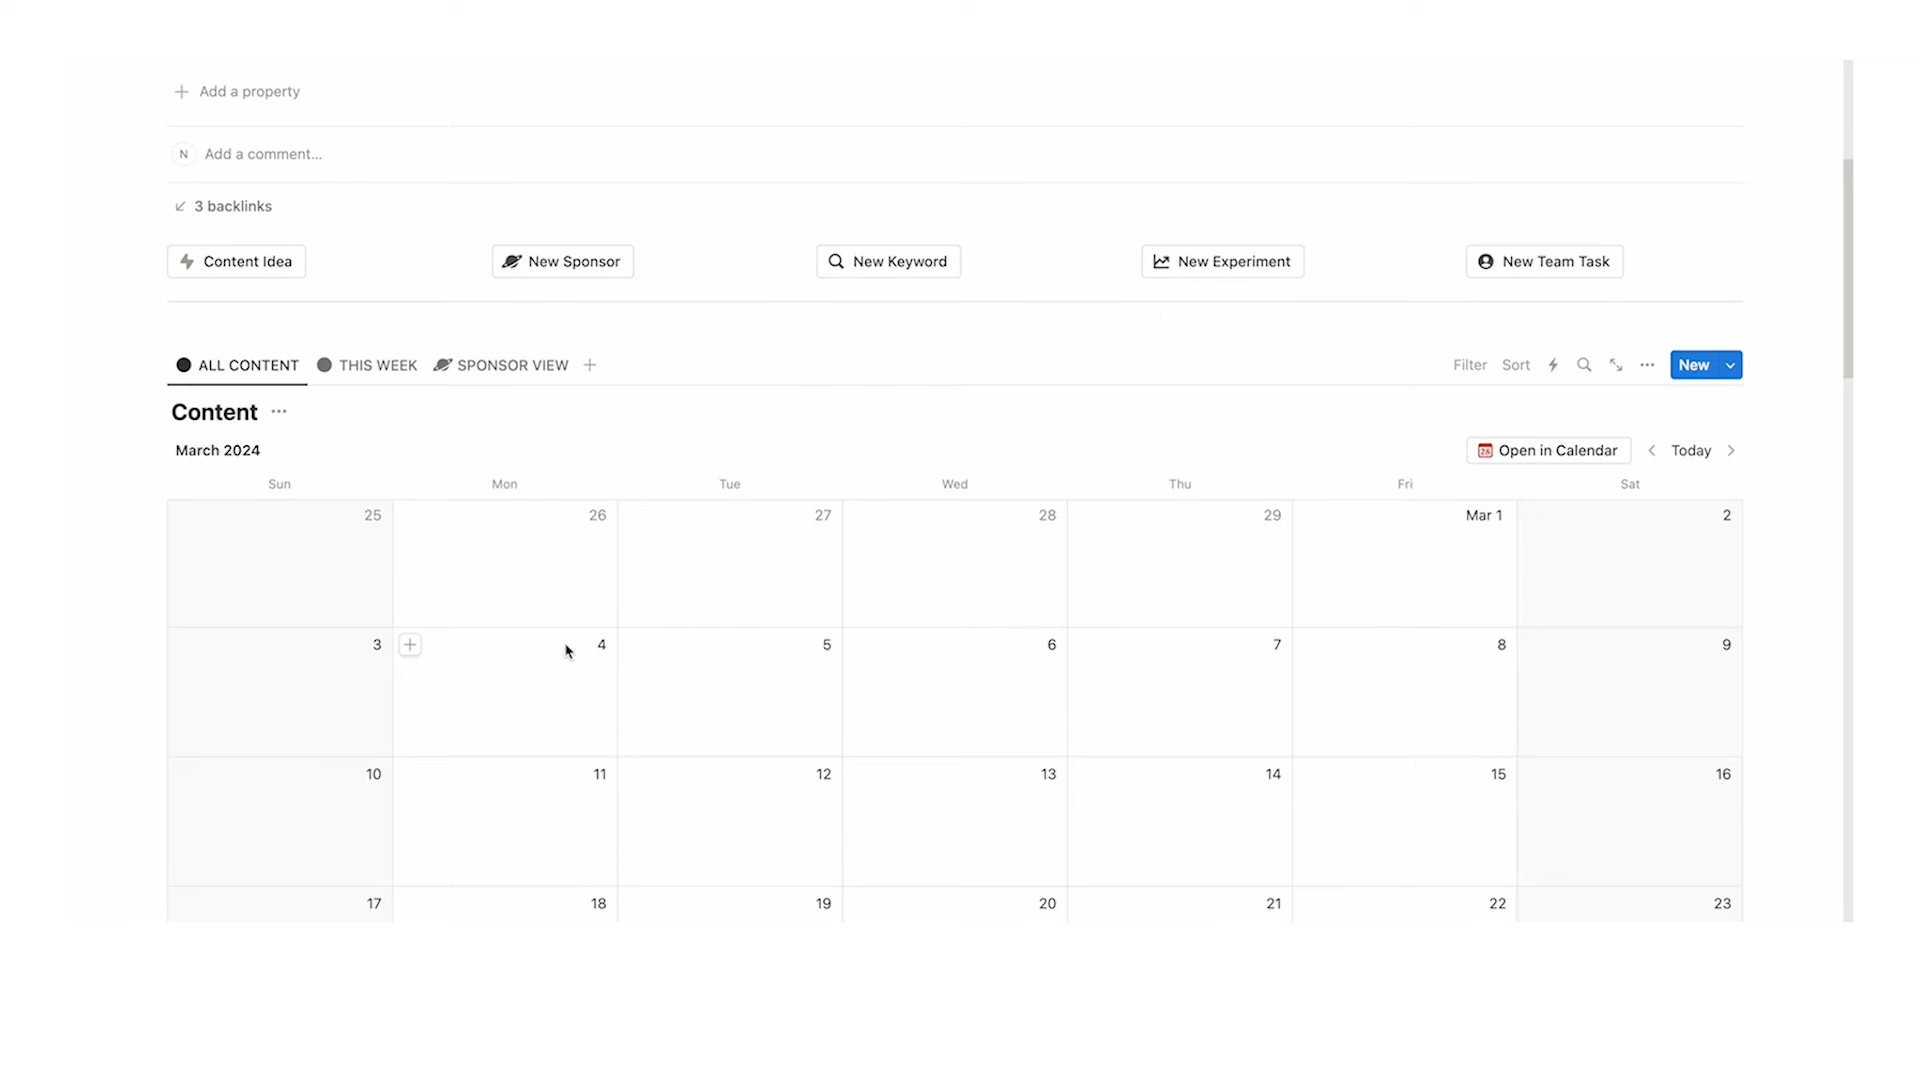 Add a property
N Add a comment...
3 backlinks
Content Idea New Sponsor New Keyword New Experiment New Team Task
ALL CONTENT THIS WEEK SPONSOR VIEW Filter Sort New
Content
March 2024 Open in Calendar Today
Sun Mon Tue Wed Thu Fri Sat
25 26 27 28 29 Mar 1 2
3 4 5 6 7 8 9
10 11 12 13 14 15 16
17 18 19 20 21 22 23